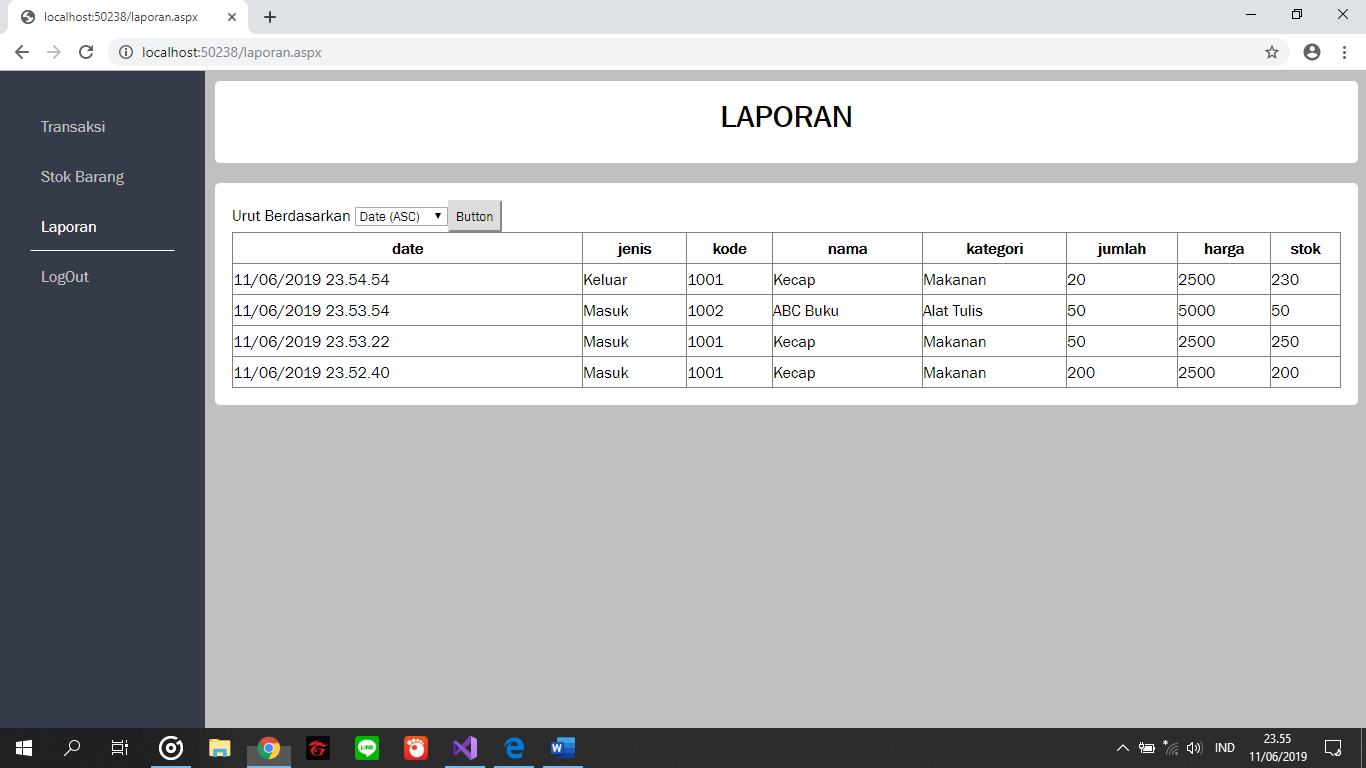 localhost:50238/laporan.aspx
localhost:50238/laporan.aspx
LAPORAN
Transaksi
Stok Barang
Laporan
LogOut
Urut Berdasarkan Date (ASC) Button
date jenis kode nama kategori jumlah harga stok
11/06/2019 23.54.54 Keluar 1001 Kecap Makanan 20 2500 230
11/06/2019 23.53.54 Masuk 1002 ABC Buku Alat Tulis 50 5000 50
11/06/2019 23.53.22 Masuk 1001 Kecap Makanan 50 2500 250
11/06/2019 23.52.40 Masuk 1001 Kecap Makanan 200 2500 200
LINE
W
IND
23.55
11/06/2019